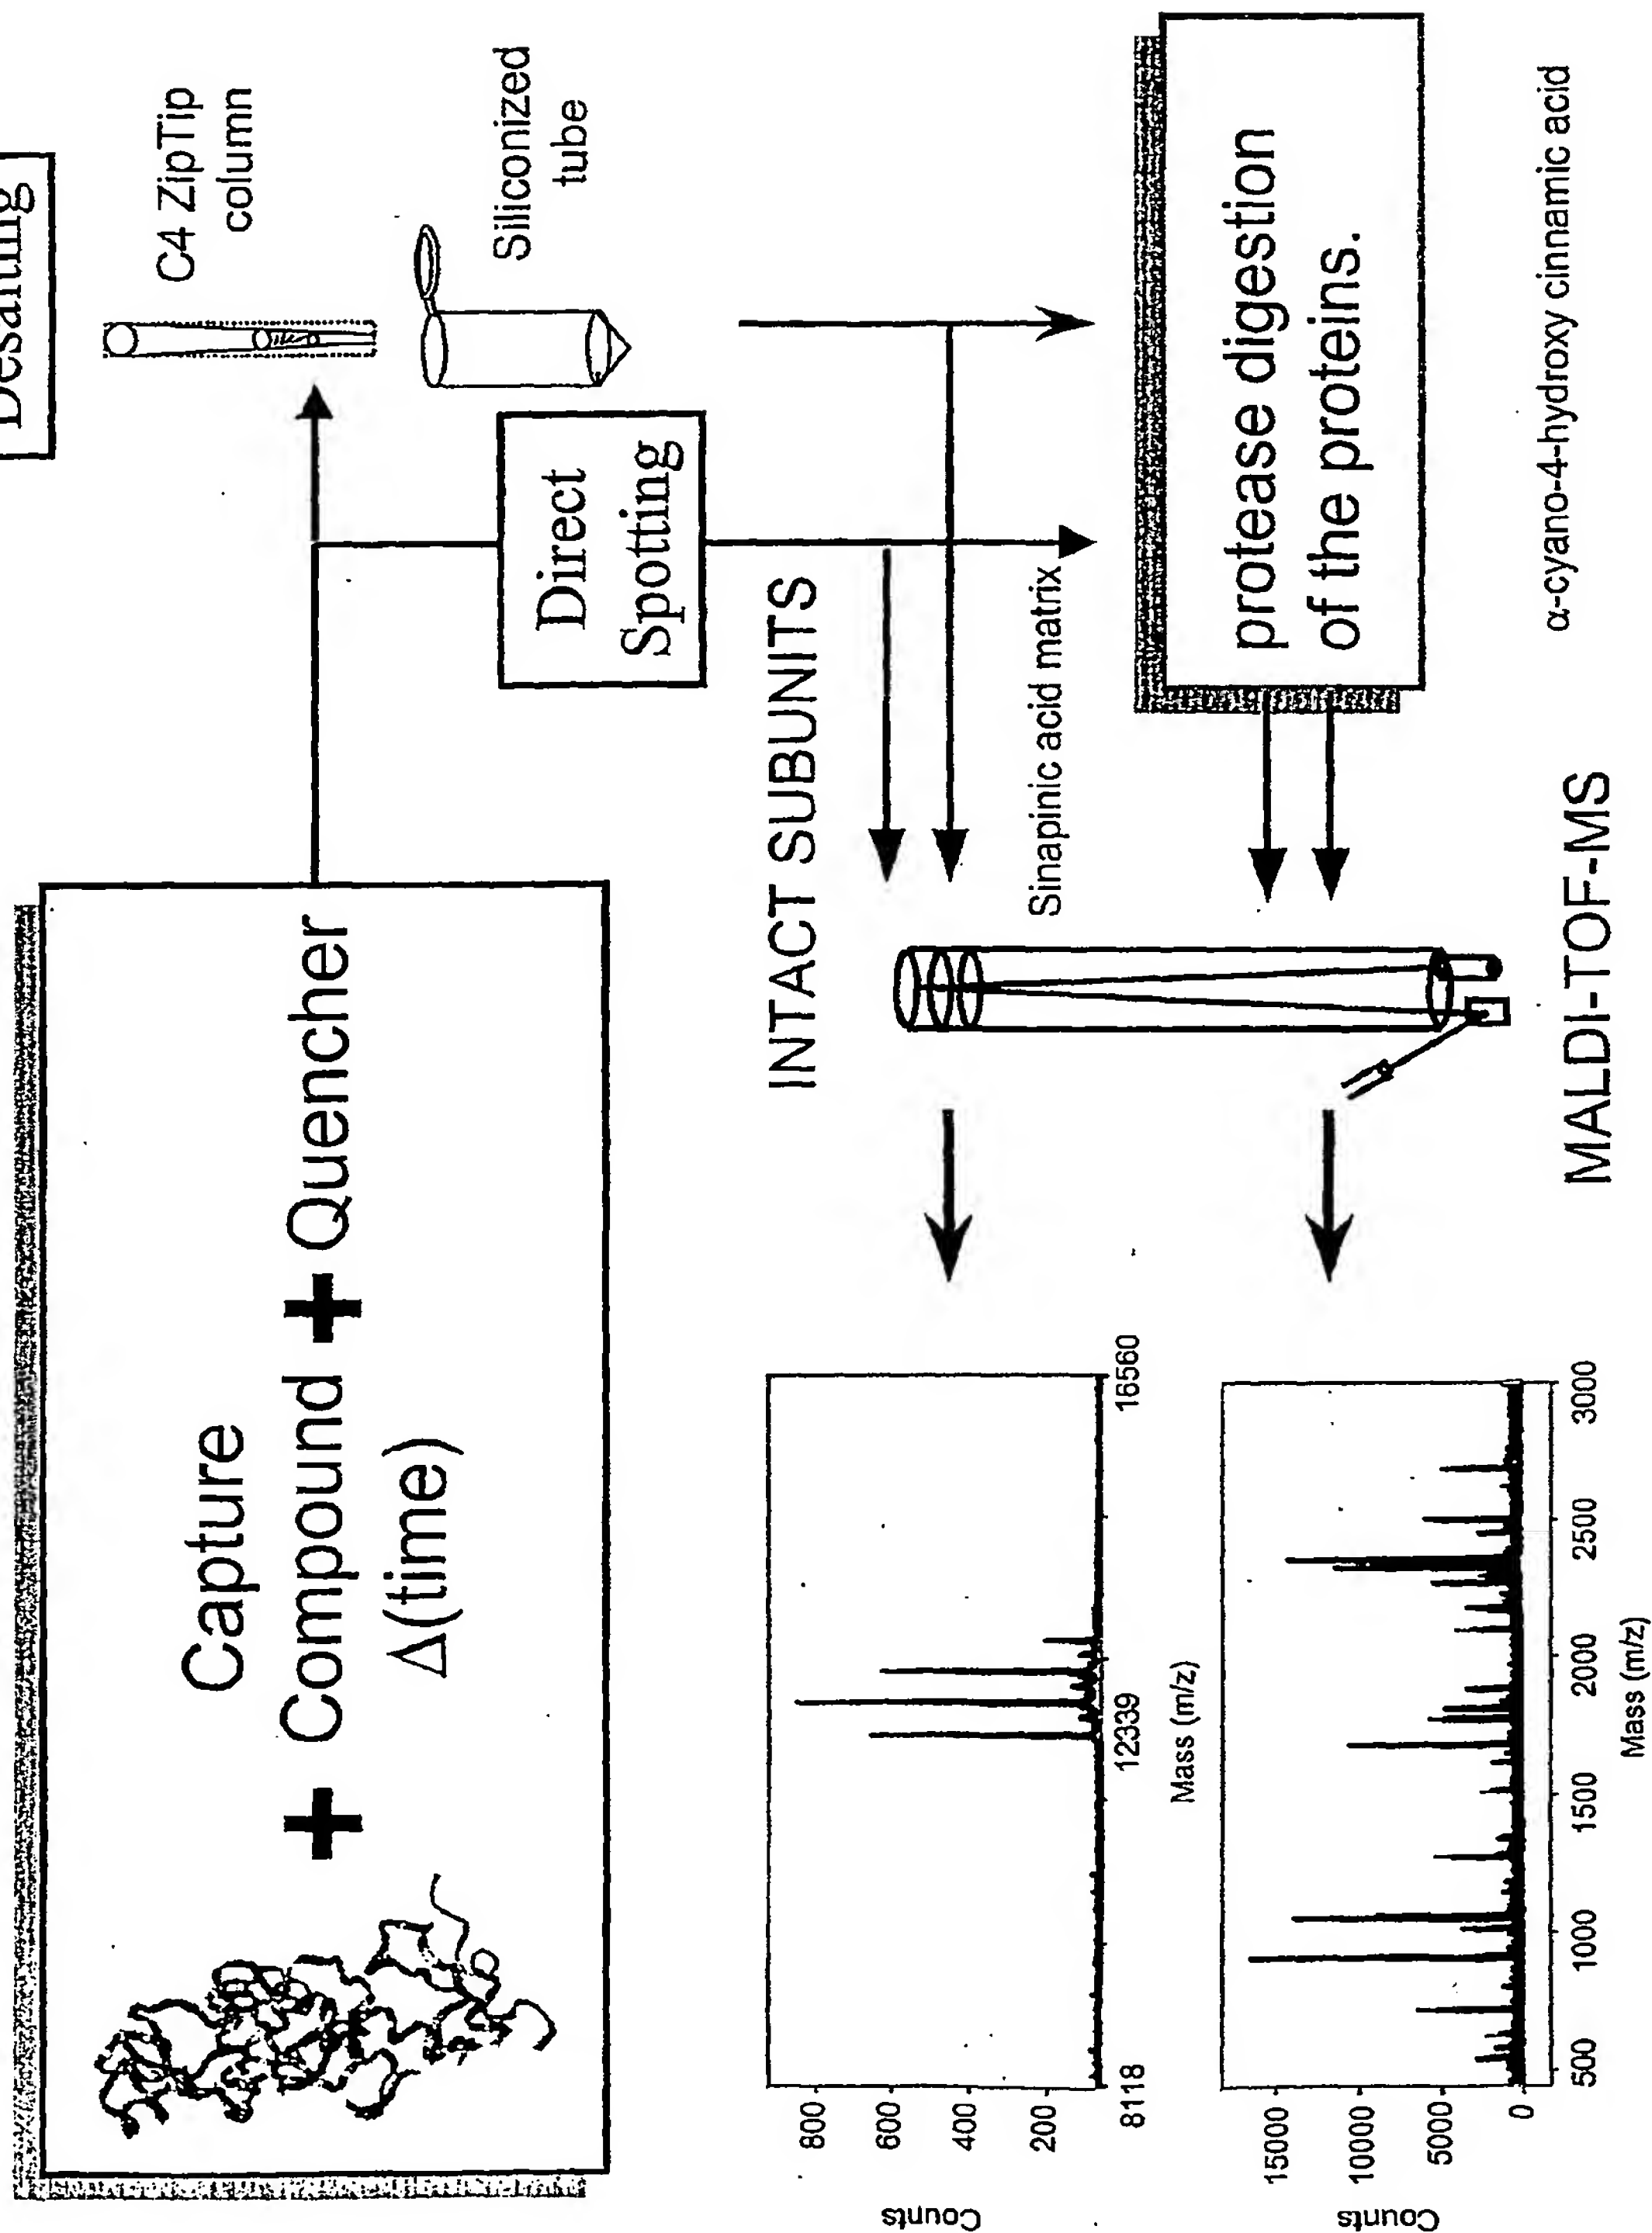 Capture
+ Compound + Quencher
Δ(time)
Desalting
C4 ZipTip
column
Siliconized
tube
Direct
Spotting
INTACT SUBUNITS
Sinapinic acid matrix
protease digestion
of the proteins.
α-cyano-4-hydroxy cinnamic acid
MALDI-TOF-MS
Counts
800
600
400
200
8118
12339
16560
Mass (m/z)
Counts
15000
10000
5000
0
500
1000
1500
2000
2500
3000
Mass (m/z)